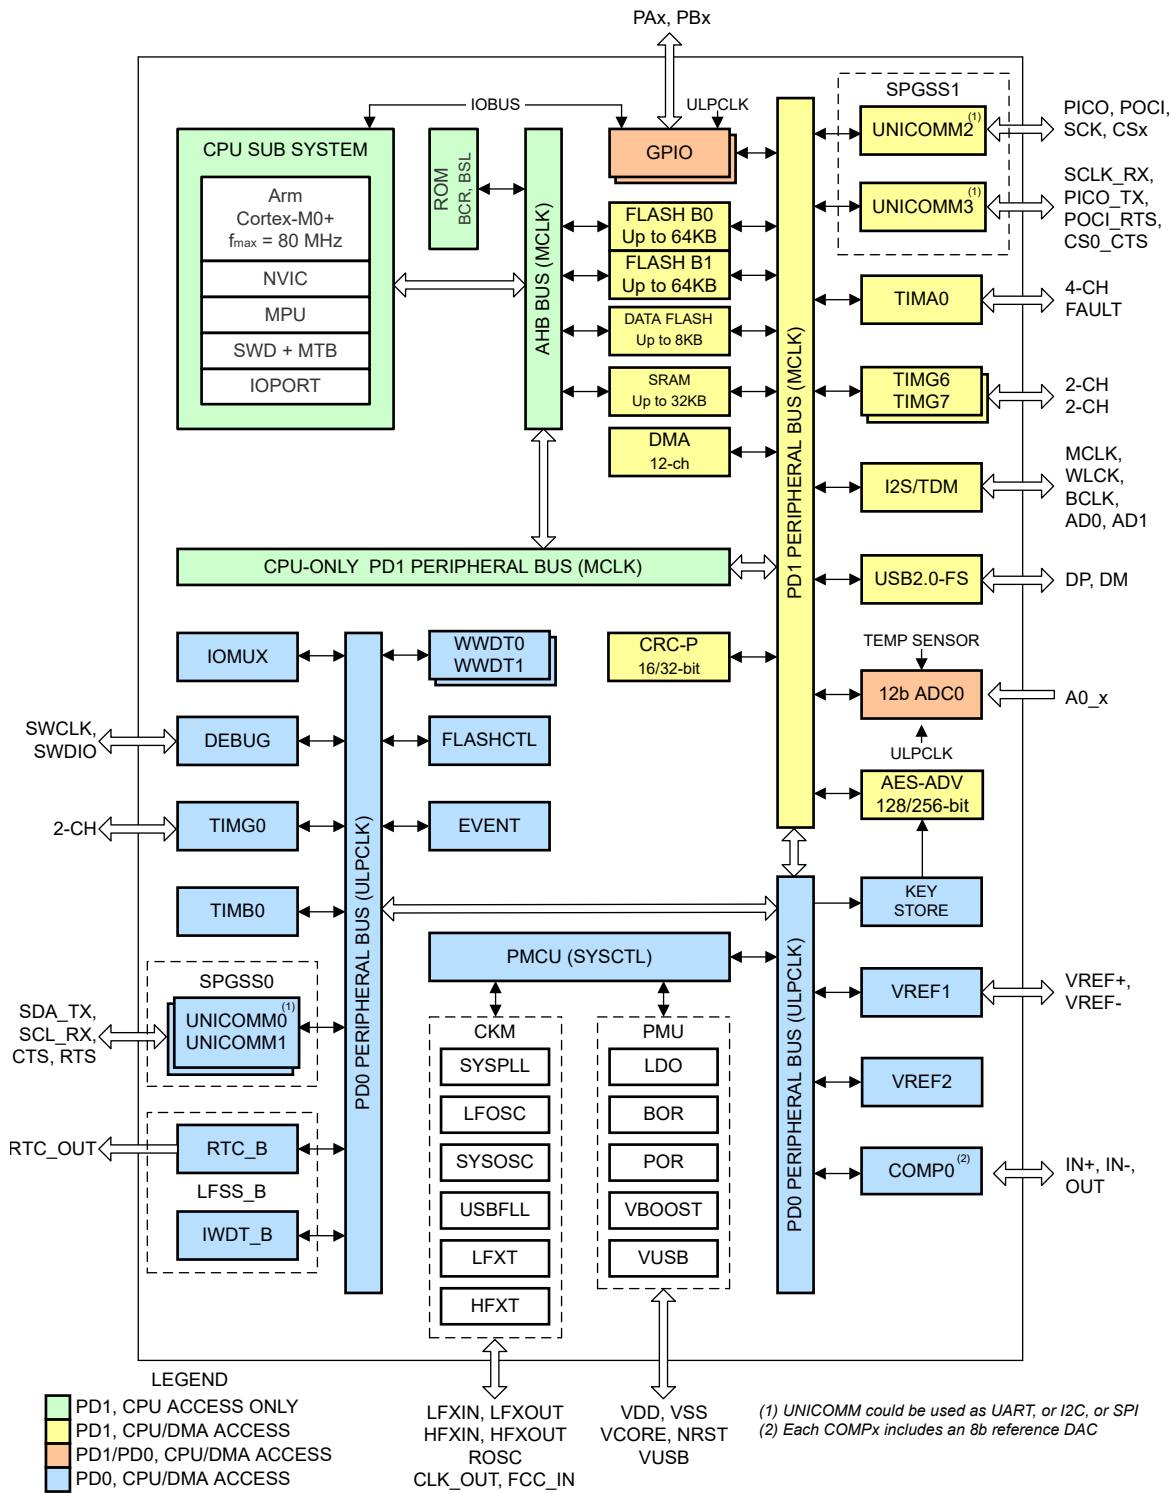 PAx, PBx
IOBUS
ULPCLK
CPU SUB SYSTEM
Arm
Cortex-M0+
fmax = 80 MHz
NVIC
MPU
SWD + MTB
IOPORT
ROM
BCR, BSL
AHB BUS (MCLK)
GPIO
FLASH B0
Up to 64KB
FLASH B1
Up to 64KB
DATA FLASH
Up to 8KB
SRAM
Up to 32KB
DMA
12-ch
PD1 PERIPHERAL BUS (MCLK)
SPGSS1
UNICOMM2 (1)
PICO, POCI,
SCK, CSx
UNICOMM3 (1)
SCLK_RX,
PICO_TX,
POCI_RTS,
CS0_CTS
TIMA0
4-CH
FAULT
TIMG6
TIMG7
2-CH
2-CH
I2S/TDM
MCLK,
WLCK,
BCLK,
AD0, AD1
CPU-ONLY PD1 PERIPHERAL BUS (MCLK)
USB2.0-FS
DP, DM
CRC-P
16/32-bit
TEMP SENSOR
12b ADC0
A0_x
ULPCLK
AES-ADV
128/256-bit
IOMUX
WWDT0
WWDT1
SWCLK,
SWDIO
DEBUG
FLASHCTL
2-CH
TIMG0
EVENT
TIMB0
PD0 PERIPHERAL BUS (ULPCLK)
KEY
STORE
PMCU (SYSCTL)
PD0 PERIPHERAL BUS (ULPCLK)
VREF1
VREF+,
VREF-
VREF2
COMP0 (2)
IN+, IN-,
OUT
SPGSS0
UNICOMM0 (1)
UNICOMM1
SDA_TX,
SCL_RX,
CTS, RTS
RTC_OUT
RTC_B
LFSS_B
IWDT_B
CKM
SYSPLL
LFOSC
SYSOSC
USBFLL
LFXT
HFXT
PMU
LDO
BOR
POR
VBOOST
VUSB
LEGEND
PD1, CPU ACCESS ONLY
PD1, CPU/DMA ACCESS
PD1/PD0, CPU/DMA ACCESS
PD0, CPU/DMA ACCESS
LFXIN, LFXOUT
HFXIN, HFXOUT
ROSC
CLK_OUT, FCC_IN
VDD, VSS
VCORE, NRST
VUSB
(1) UNICOMM could be used as UART, or I2C, or SPI
(2) Each COMPx includes an 8b reference DAC